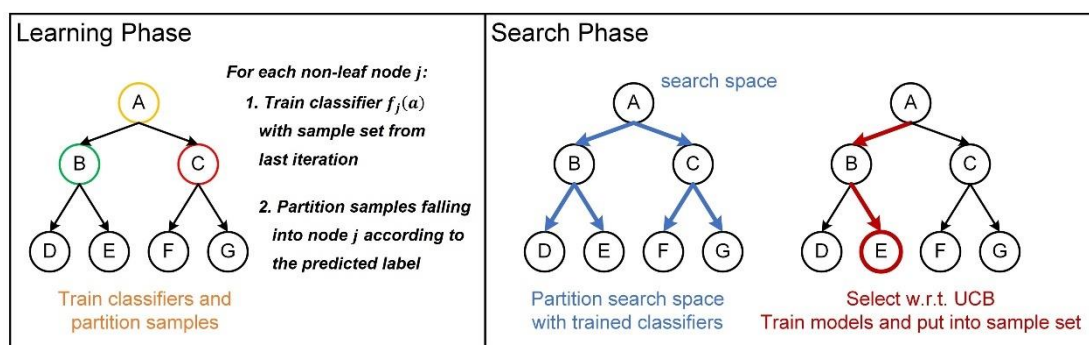 Learning Phase
A
B
C
D
E
F
G
Train classifiers and
partition samples
For each non-leaf node j:
1. Train classifier f_j(a)
with sample set from
last iteration
2. Partition samples falling
into node j according to
the predicted label
Search Phase
search space
A
B
C
D
E
F
G
Partition search space
with trained classifiers
A
B
C
D
E
F
G
Select w.r.t. UCB
Train models and put into sample set